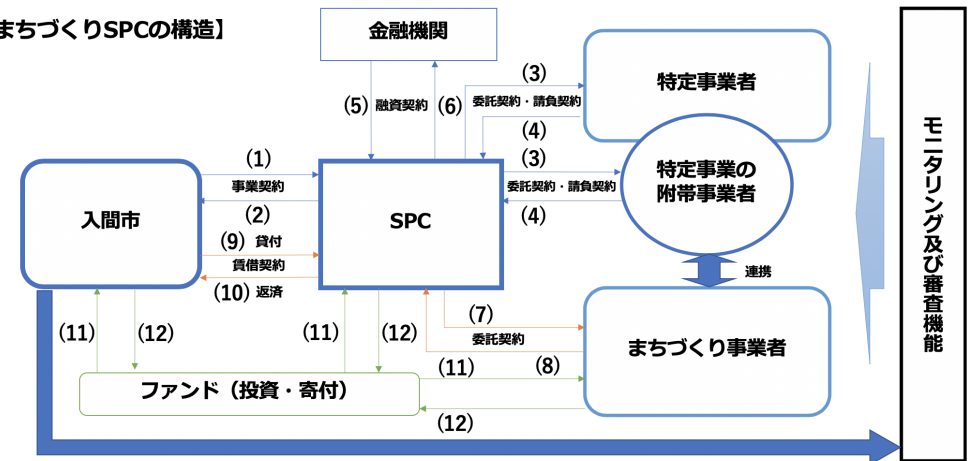 まちづくりSPCの構造】
金融機関
特定事業者
(3)
委託契約・請負契約
(4)
(5)
融資契約
(6)
モニタリング及び審査機能
(1)
事業契約
(2)
入間市
SPC
(3)
委託契約・請負契約
(4)
特定事業の
附帯事業者
(9) 貸付
賃借契約
(10) 返済
連携
(11)
(12)
(11)
(12)
(7)
委託契約
(8)
まちづくり事業者
(11)
ファンド（投資・寄付）
(12)